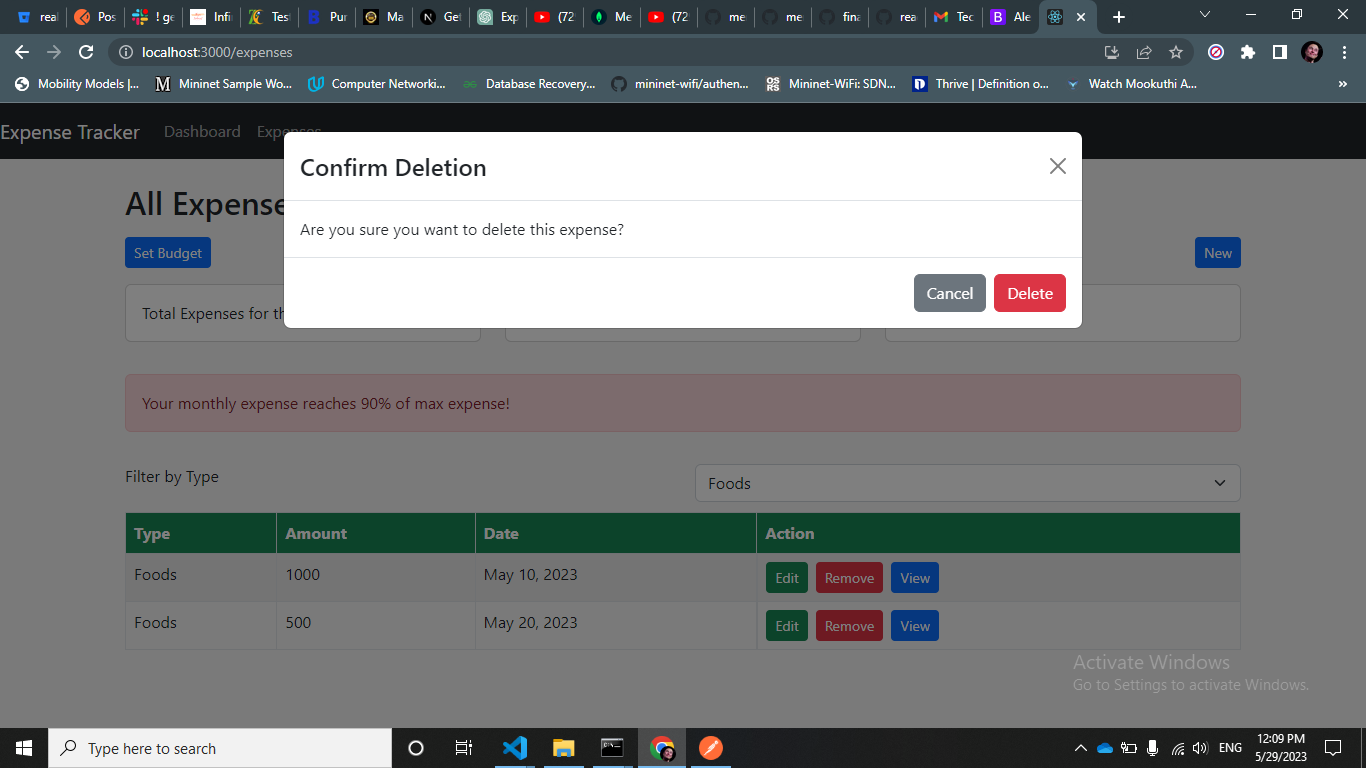 real
Pos
! ge
Infi
Test
Pur
Ma
Get
Exp
(72
Me
(72
me
me
fina
rea
Tec
Ale
localhost:3000/expenses
Mobility Models |...
Mininet Sample Wo...
Computer Networki...
Database Recovery...
mininet-wifi/authen...
Mininet-WiFi: SDN...
Thrive | Definition o...
Watch Mookuthi A...
»
Expense Tracker Dashboard Expenses
Confirm Deletion
Are you sure you want to delete this expense?
Cancel Delete
All Expense
Set Budget New
Total Expenses for th
Your monthly expense reaches 90% of max expense!
Filter by Type Foods
Type Amount Date Action
Foods 1000 May 10, 2023 Edit Remove View
Foods 500 May 20, 2023 Edit Remove View
Activate Windows
Go to Settings to activate Windows.
Type here to search
ENG
12:09 PM
5/29/2023